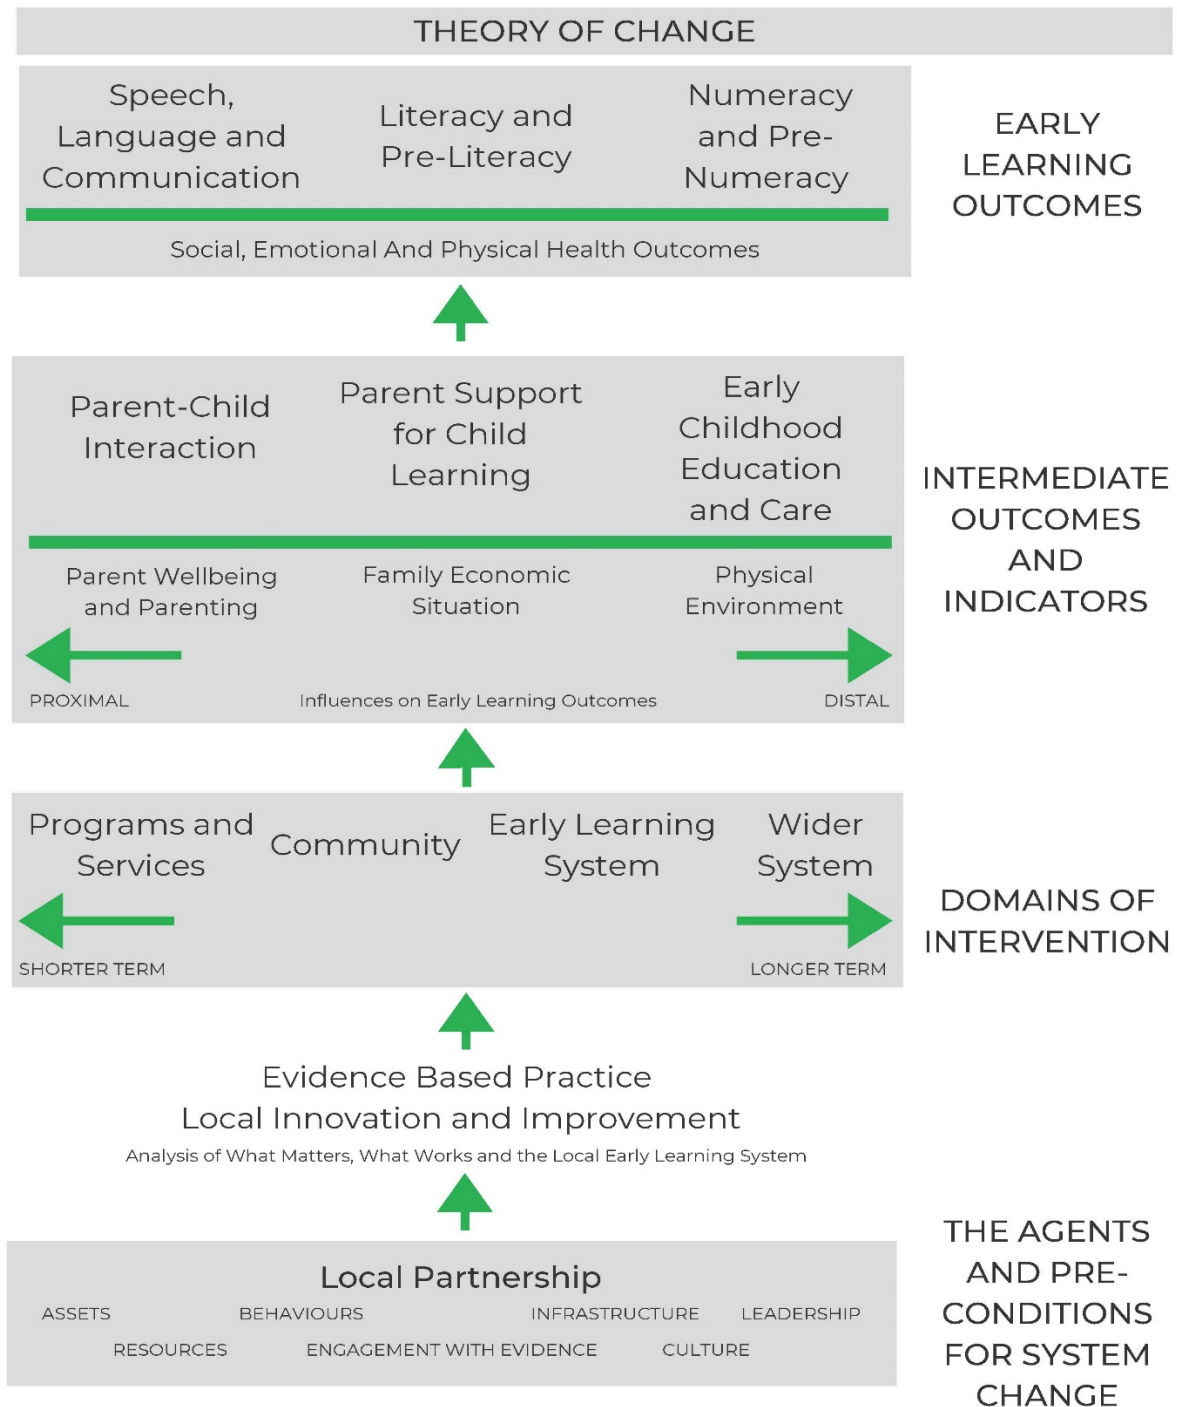 THEORY OF CHANGE
Speech,
Language and
Communication
Literacy and
Pre-Literacy
Numeracy
and Pre-
Numeracy
Social, Emotional And Physical Health Outcomes
EARLY
LEARNING
OUTCOMES
Parent-Child
Interaction
Parent Support
for Child
Learning
Early
Childhood
Education
and Care
Parent Wellbeing
and Parenting
Family Economic
Situation
Physical
Environment
PROXIMAL
Influences on Early Learning Outcomes
DISTAL
INTERMEDIATE
OUTCOMES
AND
INDICATORS
Programs and
Services
Community
Early Learning
System
Wider
System
SHORTER TERM
LONGER TERM
DOMAINS OF
INTERVENTION
Evidence Based Practice
Local Innovation and Improvement
Analysis of What Matters, What Works and the Local Early Learning System
Local Partnership
ASSETS
BEHAVIOURS
INFRASTRUCTURE
LEADERSHIP
RESOURCES
ENGAGEMENT WITH EVIDENCE
CULTURE
THE AGENTS
AND PRE-
CONDITIONS
FOR SYSTEM
CHANGE